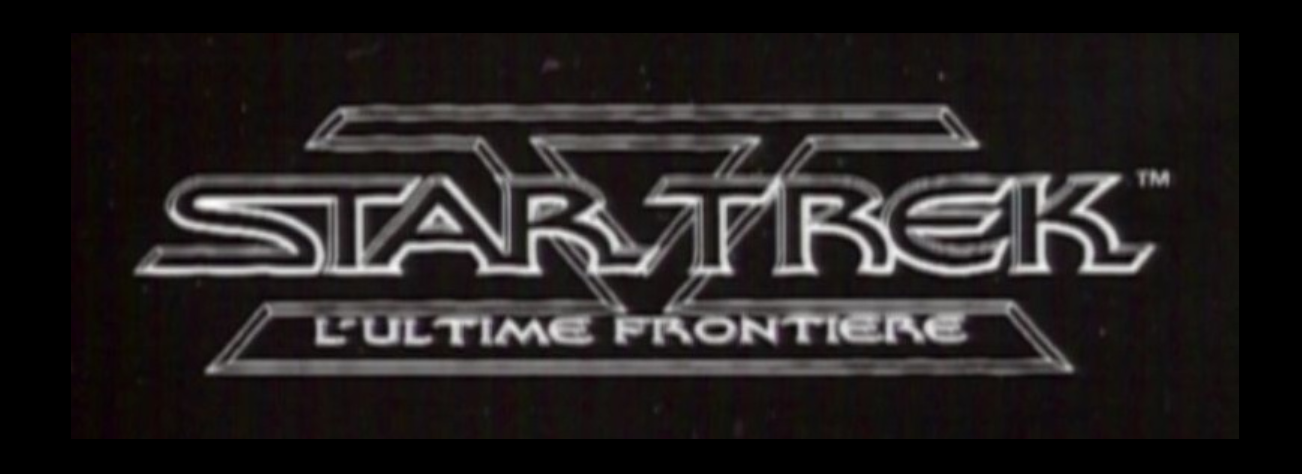 V
STAR TREK™
L'ULTIME FRONTIERE